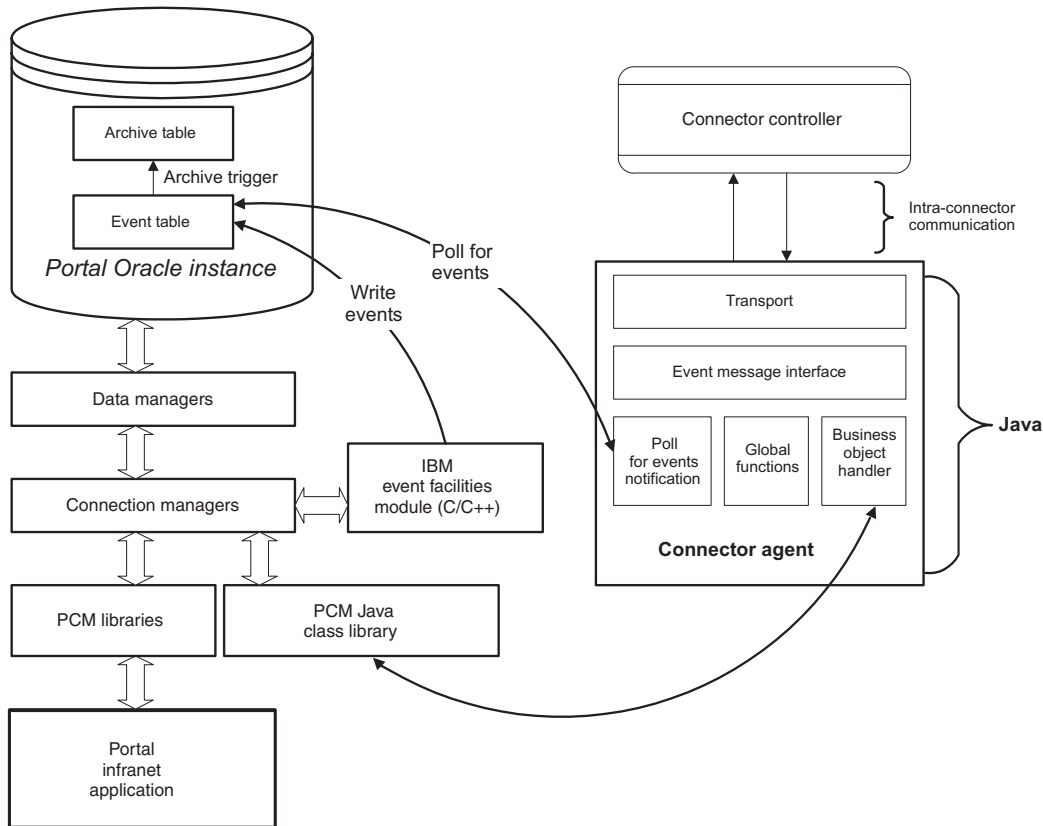 Archive table
Archive trigger
Event table
Portal Oracle instance
Poll for
events
Write
events
Data managers
Connection managers
IBM
event facilities
module (C/C++)
PCM libraries
PCM Java
class library
Portal
infranet
application
Connector controller
Intra-connector
communication
Transport
Event message interface
Poll
for events
notification
Global
functions
Business
object
handler
Connector agent
Java